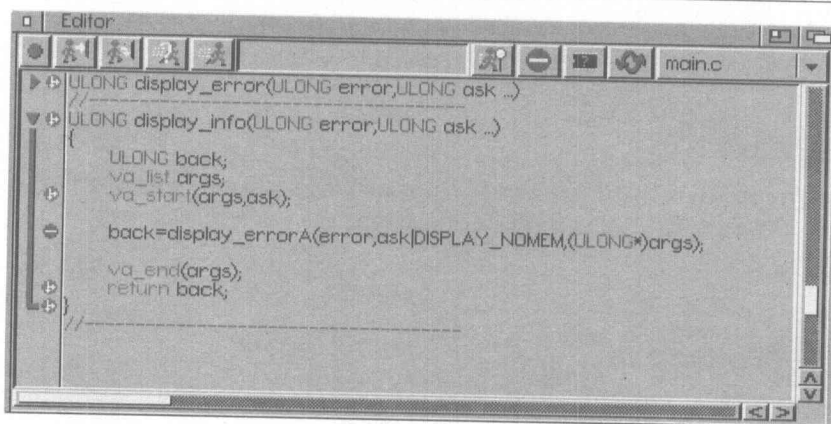 Editor
main.c
ULONG display_error(ULONG error,ULONG ask ...)
//-----------------------------------------
ULONG display_info(ULONG error,ULONG ask ...)
{
ULONG back;
va_list args;
va_start(args,ask);
back=display_errorA(error,ask|DISPLAY_NOMEM,(ULONG*)args);
va_end(args);
return back;
}
//-----------------------------------------